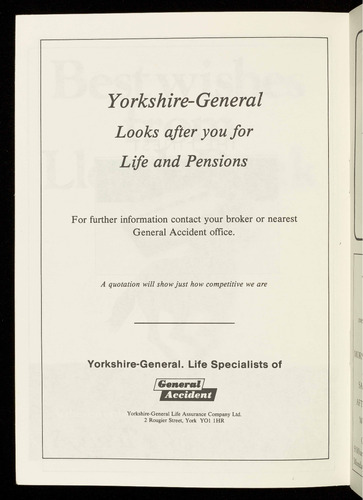 Yorkshire-General
Looks after you for
Life and Pensions
For further information contact your broker or nearest
General Accident office.
A quotation will show just how competitive we are
Yorkshire-General. Life Specialists of
General
Accident
Yorkshire-General Life Assurance Company Ltd.
2 Rougier Street, York YO1 1HR